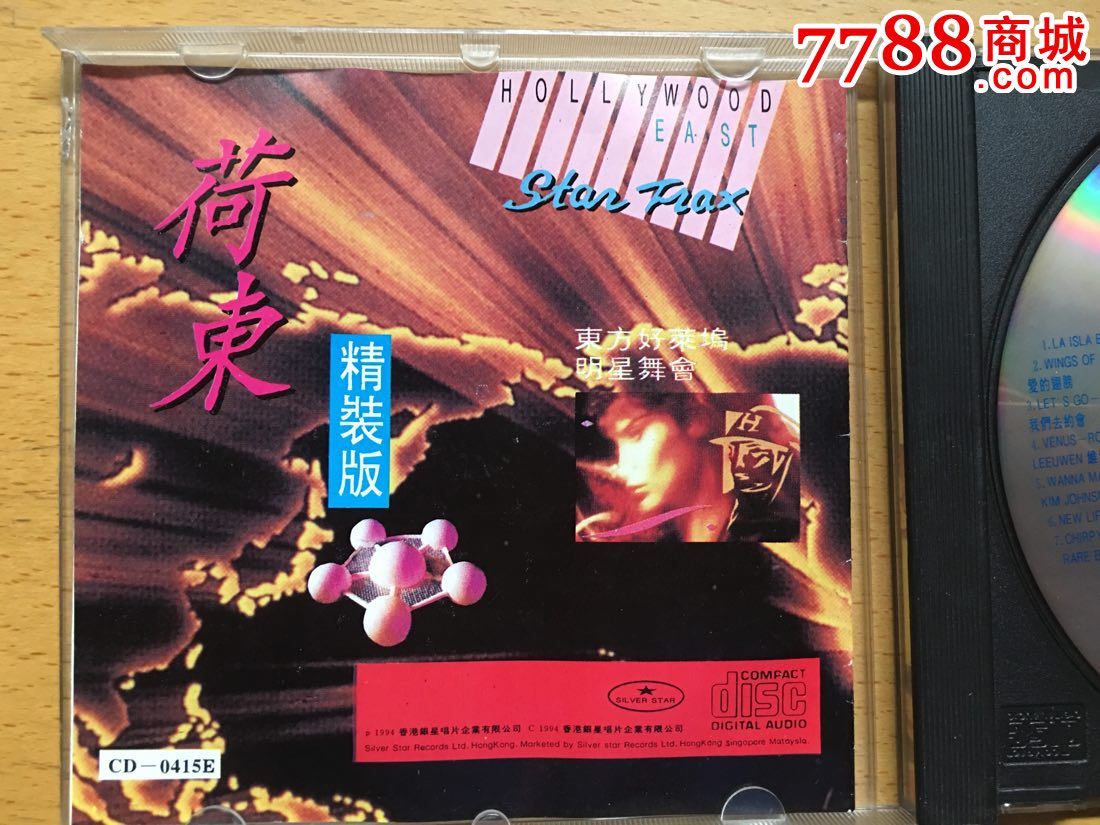 7788商城
.com
HOLLYWOOD
EAST
Star Trax
荷東
精裝版
東方好萊塢
明星舞會
H
SILVER STAR
COMPACT
disc
DIGITAL AUDIO
p 1994 香港銀星唱片企業有限公司 C 1994 香港銀星唱片企業有限公司
Silver Star Records Ltd. HongKong. Marketed by Silver star Records Ltd. HongKong Singapore Malaysia.
CD－0415E
1. LA ISLA B
2. WINGS OF
愛的翅膀
3. LET'S GO－
我們去約會
4. VENUS－RO
LEEUWEN 維
5. WANNA MA
KIM JOHNS
6. NEW LIF
7. CHIRPY
RARE B